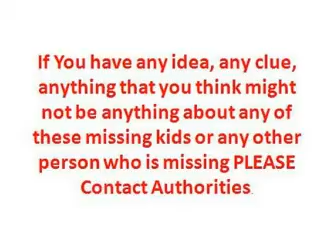 If You have any idea, any clue,
anything that you think might
not be anything about any of
these missing kids or any other
person who is missing PLEASE
Contact Authorities.